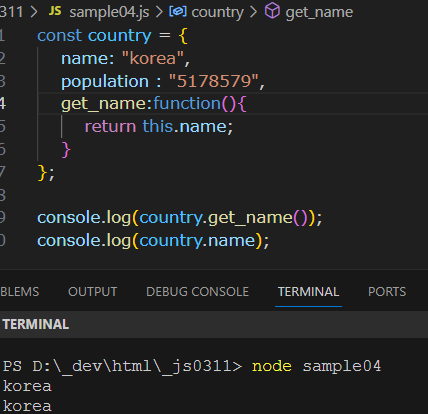 0311 > JS sample04.js > country > get_name
1 const country = {
2 name: "korea",
3 population : "5178579",
4 get_name:function(){
5 return this.name;
6 }
7 };
8
9 console.log(country.get_name());
0 console.log(country.name);
BLEMS OUTPUT DEBUG CONSOLE TERMINAL PORTS
TERMINAL
PS D:\_dev\html\_js0311> node sample04
korea
korea